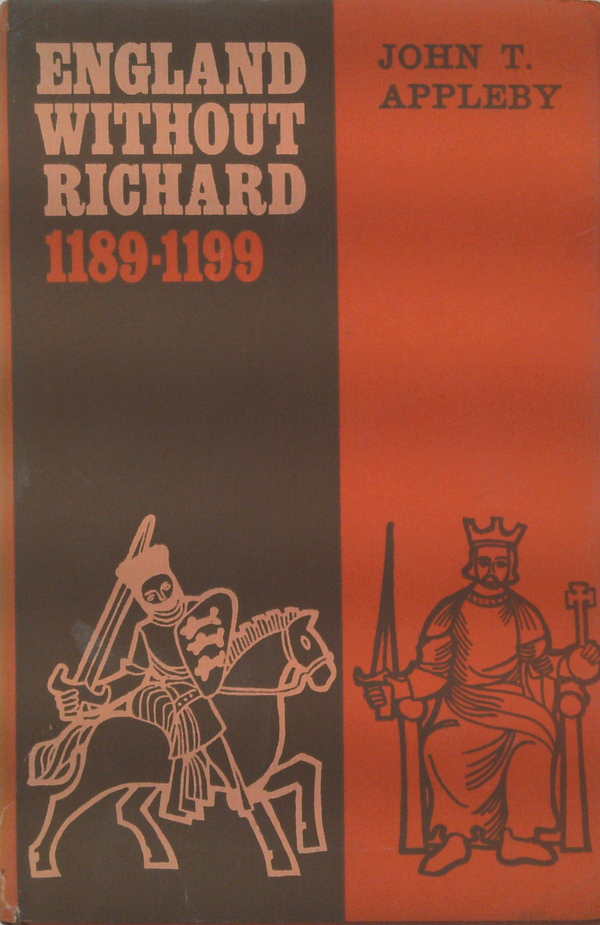 ENGLAND
WITHOUT
RICHARD
1189-1199
JOHN T.
APPLEBY